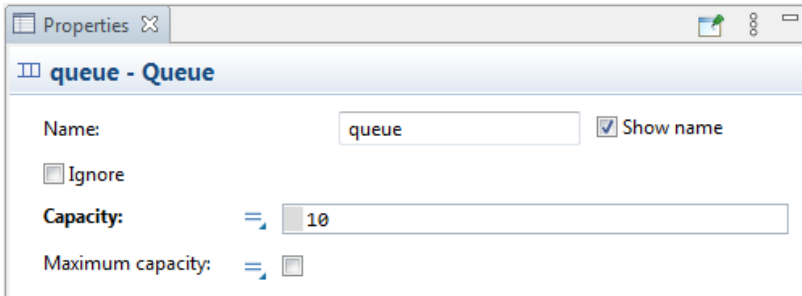 Properties
queue - Queue
Name: queue Show name
Ignore
Capacity: 10
Maximum capacity: